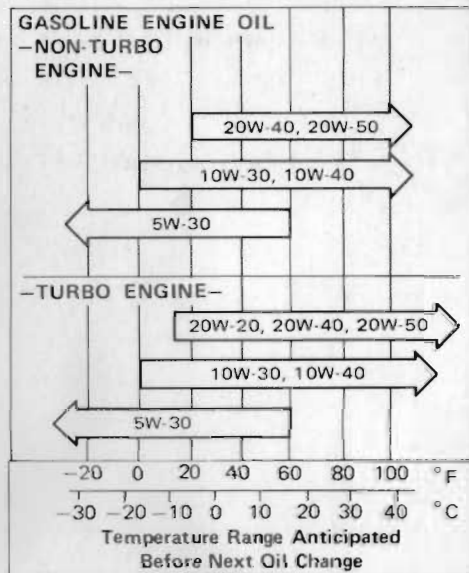 GASOLINE ENGINE OIL
—NON-TURBO
ENGINE—
20W-40, 20W-50
10W-30, 10W-40
5W-30
—TURBO ENGINE—
20W-20, 20W-40, 20W-50
10W-30, 10W-40
5W-30
—20 0 20 40 60 80 100 °F
—30 —20 —10 0 10 20 30 40 °C
Temperature Range Anticipated
Before Next Oil Change